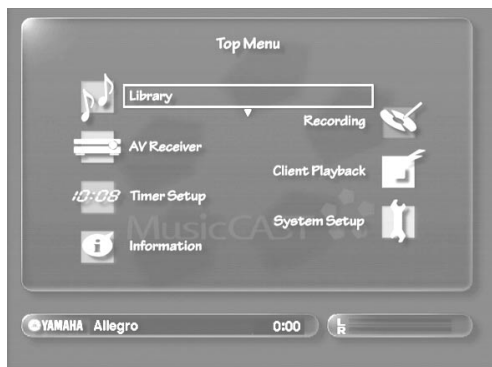 Top Menu
Library
Recording
AV Receiver
Client Playback
10:08 Timer Setup
System Setup
MusicCAST
Information
YAMAHA Allegro 0:00 L R